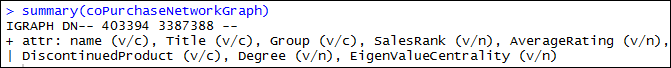 > summary(coPurchaseNetworkGraph)
IGRAPH DN-- 403394 3387388 --
+ attr: name (v/c), Title (v/c), Group (v/c), SalesRank (v/n), AverageRating (v/n),
| DiscontinuedProduct (v/c), Degree (v/n), EigenValueCentrality (v/n)